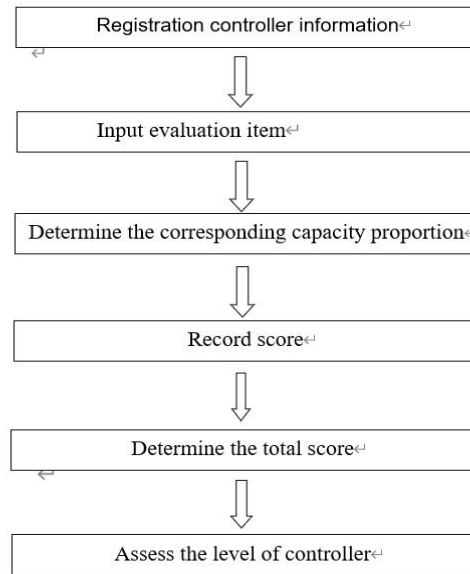 Registration controller information
Input evaluation item
Determine the corresponding capacity proportion
Record score
Determine the total score
Assess the level of controller